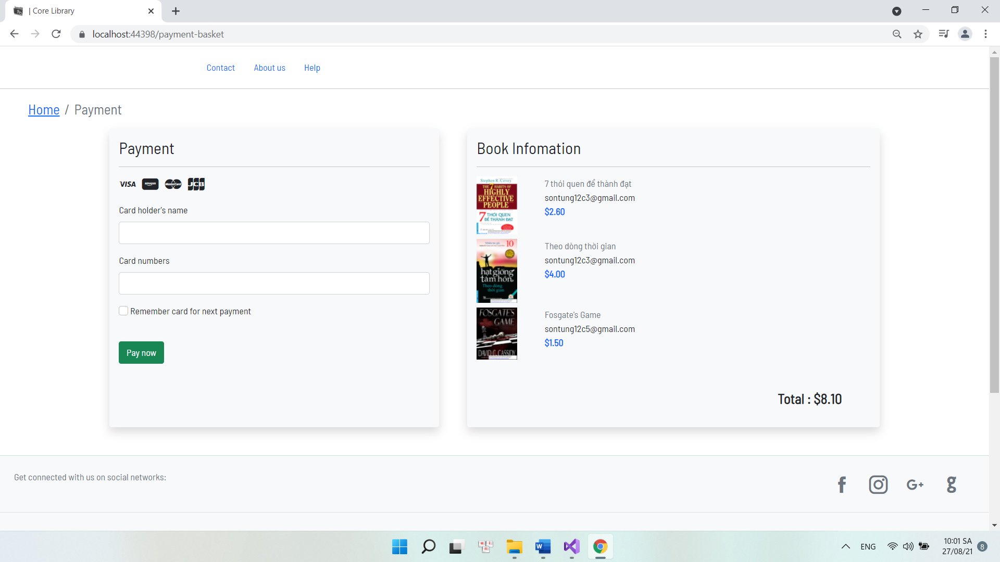 | Core Library
localhost:44398/payment-basket
Contact About us Help
Home / Payment
Payment
VISA amazon MasterCard JCB
Card holder's name
Card numbers
Remember card for next payment
Pay now
Book Infomation
Stephen R. Covey
THE 7 HABITS OF
HIGHLY
EFFECTIVE
PEOPLE
7 THÓI QUEN
ĐỂ THÀNH ĐẠT
7 thói quen để thành đạt
sontung12c3@gmail.com
$2.60
10
hạt giống
tâm hồn
Theo dòng
thời gian
Theo dòng thời gian
sontung12c3@gmail.com
$4.00
FOSGATE'S
GAME
DAVID C. CASSIDY
Fosgate's Game
sontung12c5@gmail.com
$1.50
Total : $8.10
Get connected with us on social networks:
f G+ g
ENG
10:01 SA
27/08/21
8